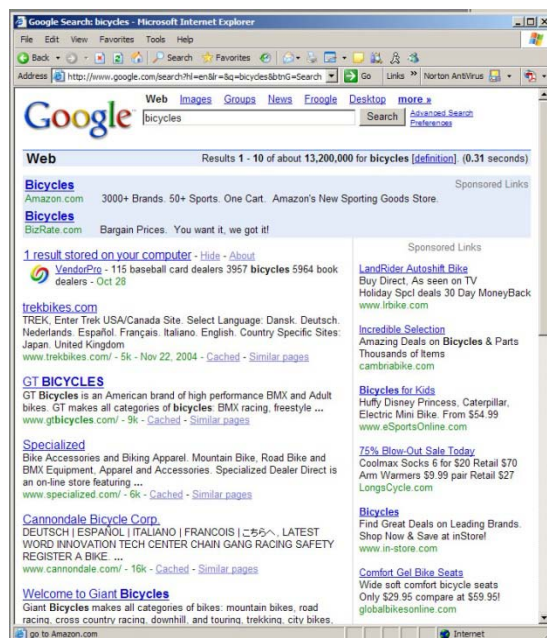 Google Search: bicycles - Microsoft Internet Explorer
File Edit View Favorites Tools Help
Back Search Favorites
Address http://www.google.com/search?hl=en&lr=&q=bicycles&btnG=Search Go Links » Norton AntiVirus
Google™
Web Images Groups News Froogle Desktop more »
bicycles Search Advanced Search
Preferences
Web Results 1 - 10 of about 13,200,000 for bicycles [definition]. (0.31 seconds)
Bicycles Sponsored Links
Amazon.com 3000+ Brands. 50+ Sports. One Cart. Amazon's New Sporting Goods Store.
Bicycles
BizRate.com Bargain Prices. You want it, we got it!
1 result stored on your computer - Hide - About
VendorPro - 115 baseball card dealers 3957 bicycles 5964 book
dealers - Oct 28
trekbikes.com
TREK, Enter Trek USA/Canada Site. Select Language: Dansk. Deutsch.
Nederlands. Español. Français. Italiano. English. Country Specific Sites:
Japan. United Kingdom
www.trekbikes.com/ - 5k - Nov 22, 2004 - Cached - Similar pages
GT BICYCLES
GT Bicycles is an American brand of high performance BMX and Adult
bikes. GT makes all categories of bicycles: BMX racing, freestyle ...
www.gtbicycles.com/ - 9k - Cached - Similar pages
Specialized
Bike Accessories and Biking Apparel. Mountain Bike, Road Bike and
BMX Equipment, Apparel and Accessories. Specialized Dealer Direct is
an on-line store featuring ...
www.specialized.com/ - 6k - Cached - Similar pages
Cannondale Bicycle Corp.
DEUTSCH | ESPAÑOL | ITALIANO | FRANCOIS | こちらへ, LATEST
WORD INNOVATION TECH CENTER CHAIN GANG RACING SAFETY
REGISTER A BIKE. ...
www.cannondale.com/ - 16k - Cached - Similar pages
Welcome to Giant Bicycles
Giant Bicycles makes all categories of bikes: mountain bikes, road
racing, cross country racing, downhill, and touring, trekking, city bikes,
Sponsored Links
LandRider Autoshift Bike
Buy Direct, As seen on TV
Holiday Spcl deals 30 Day MoneyBack
www.lrbike.com
Incredible Selection
Amazing Deals on Bicycles & Parts
Thousands of Items
cambriabike.com
Bicycles for Kids
Huffy Disney Princess, Caterpillar,
Electric Mini Bike. From $54.99
www.eSportsOnline.com
75% Blow-Out Sale Today
Coolmax Socks 6 for $20 Retail $70
Arm Warmers $9.99 pair Retail $27
LongsCycle.com
Bicycles
Find Great Deals on Leading Brands.
Shop Now & Save at inStore!
www.in-store.com
Comfort Gel Bike Seats
Wide soft comfort bicycle seats
Only $29.95 compare at $59.95!
globalbikesonline.com
go to Amazon.com Internet